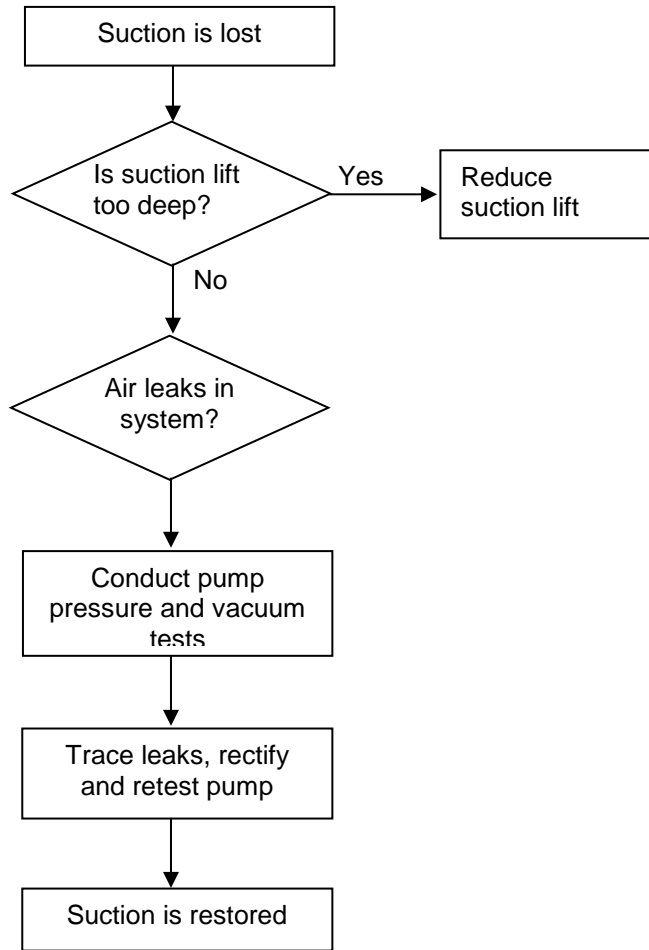 Suction is lost
Is suction lift
too deep?
Yes
Reduce
suction lift
No
Air leaks in
system?
Conduct pump
pressure and vacuum
tests
Trace leaks, rectify
and retest pump
Suction is restored